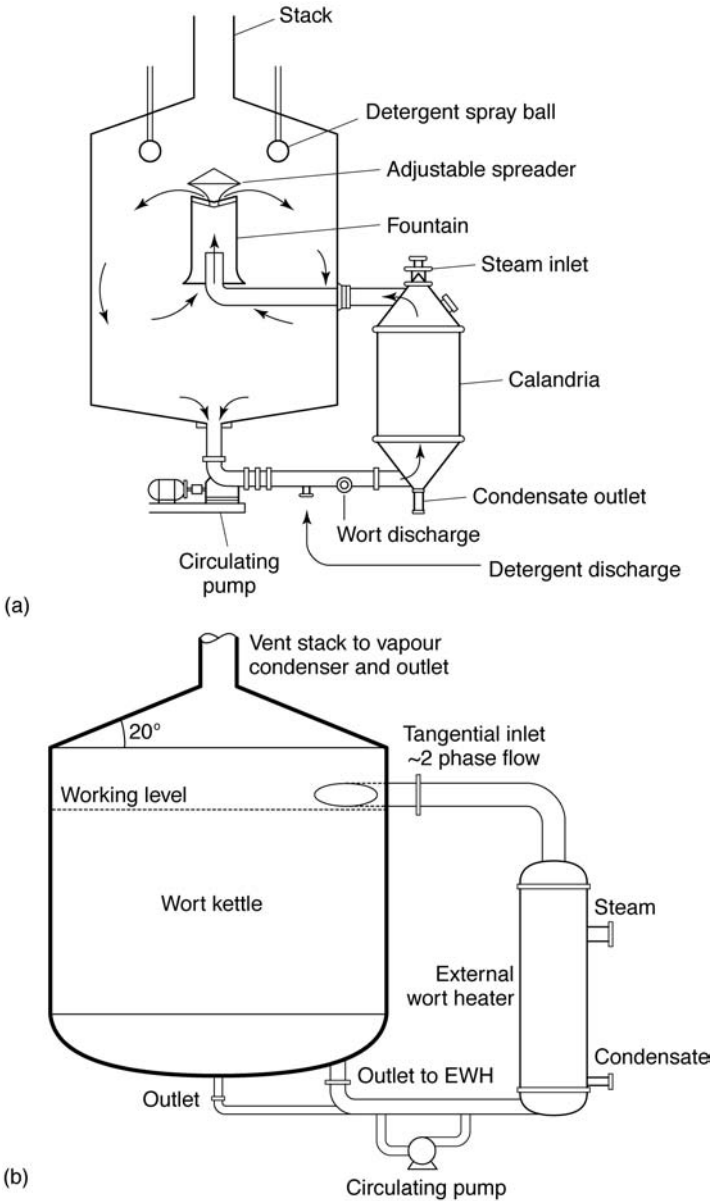 Stack
Detergent spray ball
Adjustable spreader
Fountain
Steam inlet
Calandria
Condensate outlet
Wort discharge
Circulating
pump
Detergent discharge
(a)
Vent stack to vapour
condenser and outlet
20°
Tangential inlet
~2 phase flow
Working level
Wort kettle
Steam
External
wort heater
Condensate
Outlet to EWH
Outlet
(b)
Circulating pump